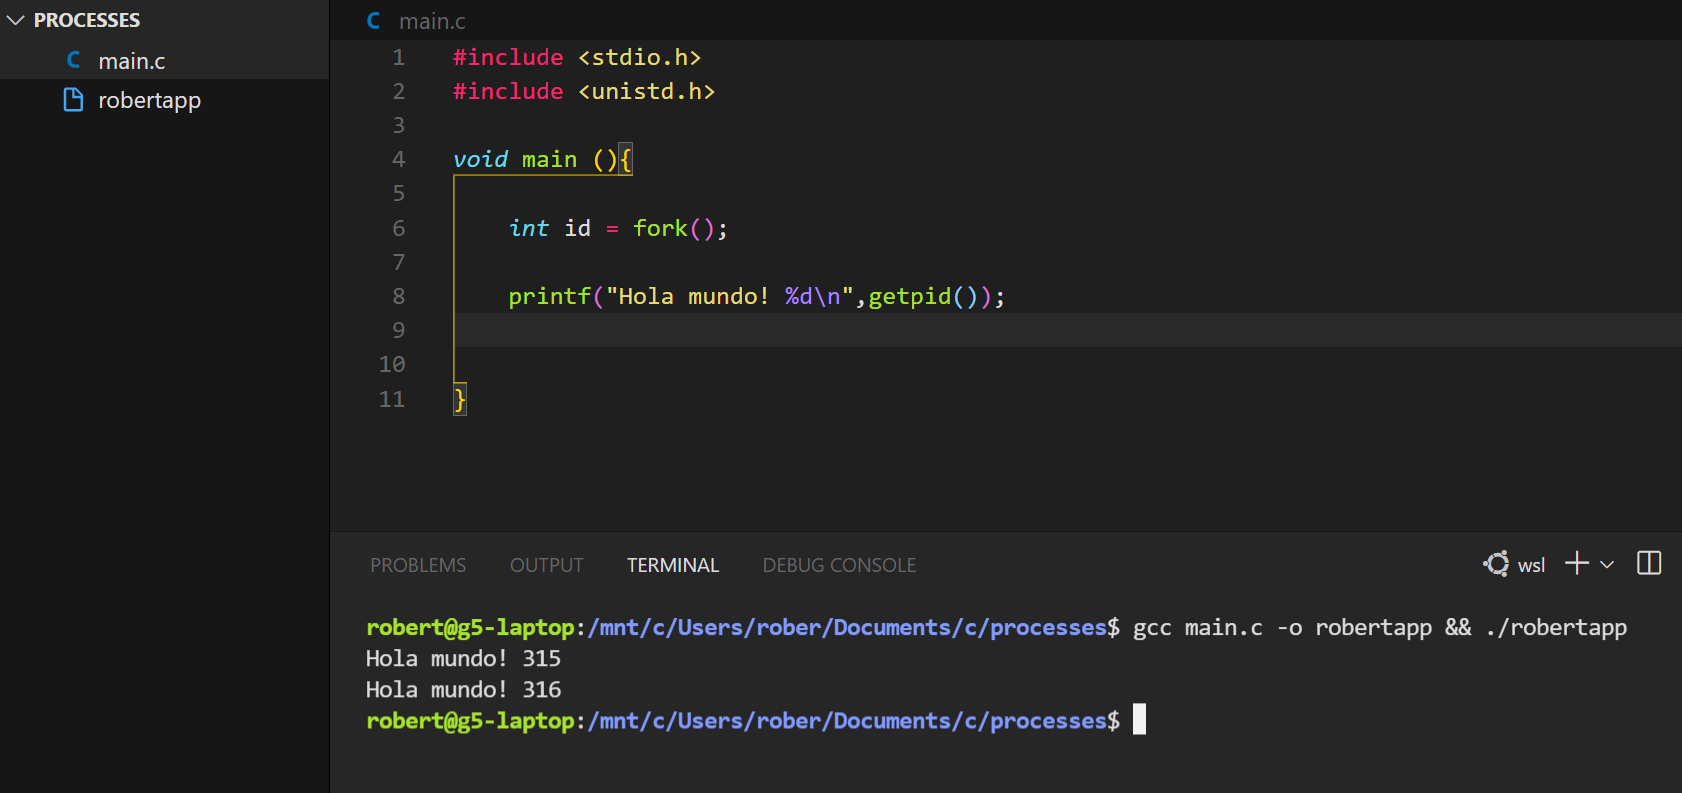 PROCESSES
C main.c
robertapp
C main.c
1 #include <stdio.h>
2 #include <unistd.h>
3
4 void main (){
5
6 int id = fork();
7
8 printf("Hola mundo! %d\n",getpid());
9
10
11 }
PROBLEMS OUTPUT TERMINAL DEBUG CONSOLE wsl
robert@g5-laptop:/mnt/c/Users/rober/Documents/c/processes$ gcc main.c -o robertapp && ./robertapp
Hola mundo! 315
Hola mundo! 316
robert@g5-laptop:/mnt/c/Users/rober/Documents/c/processes$